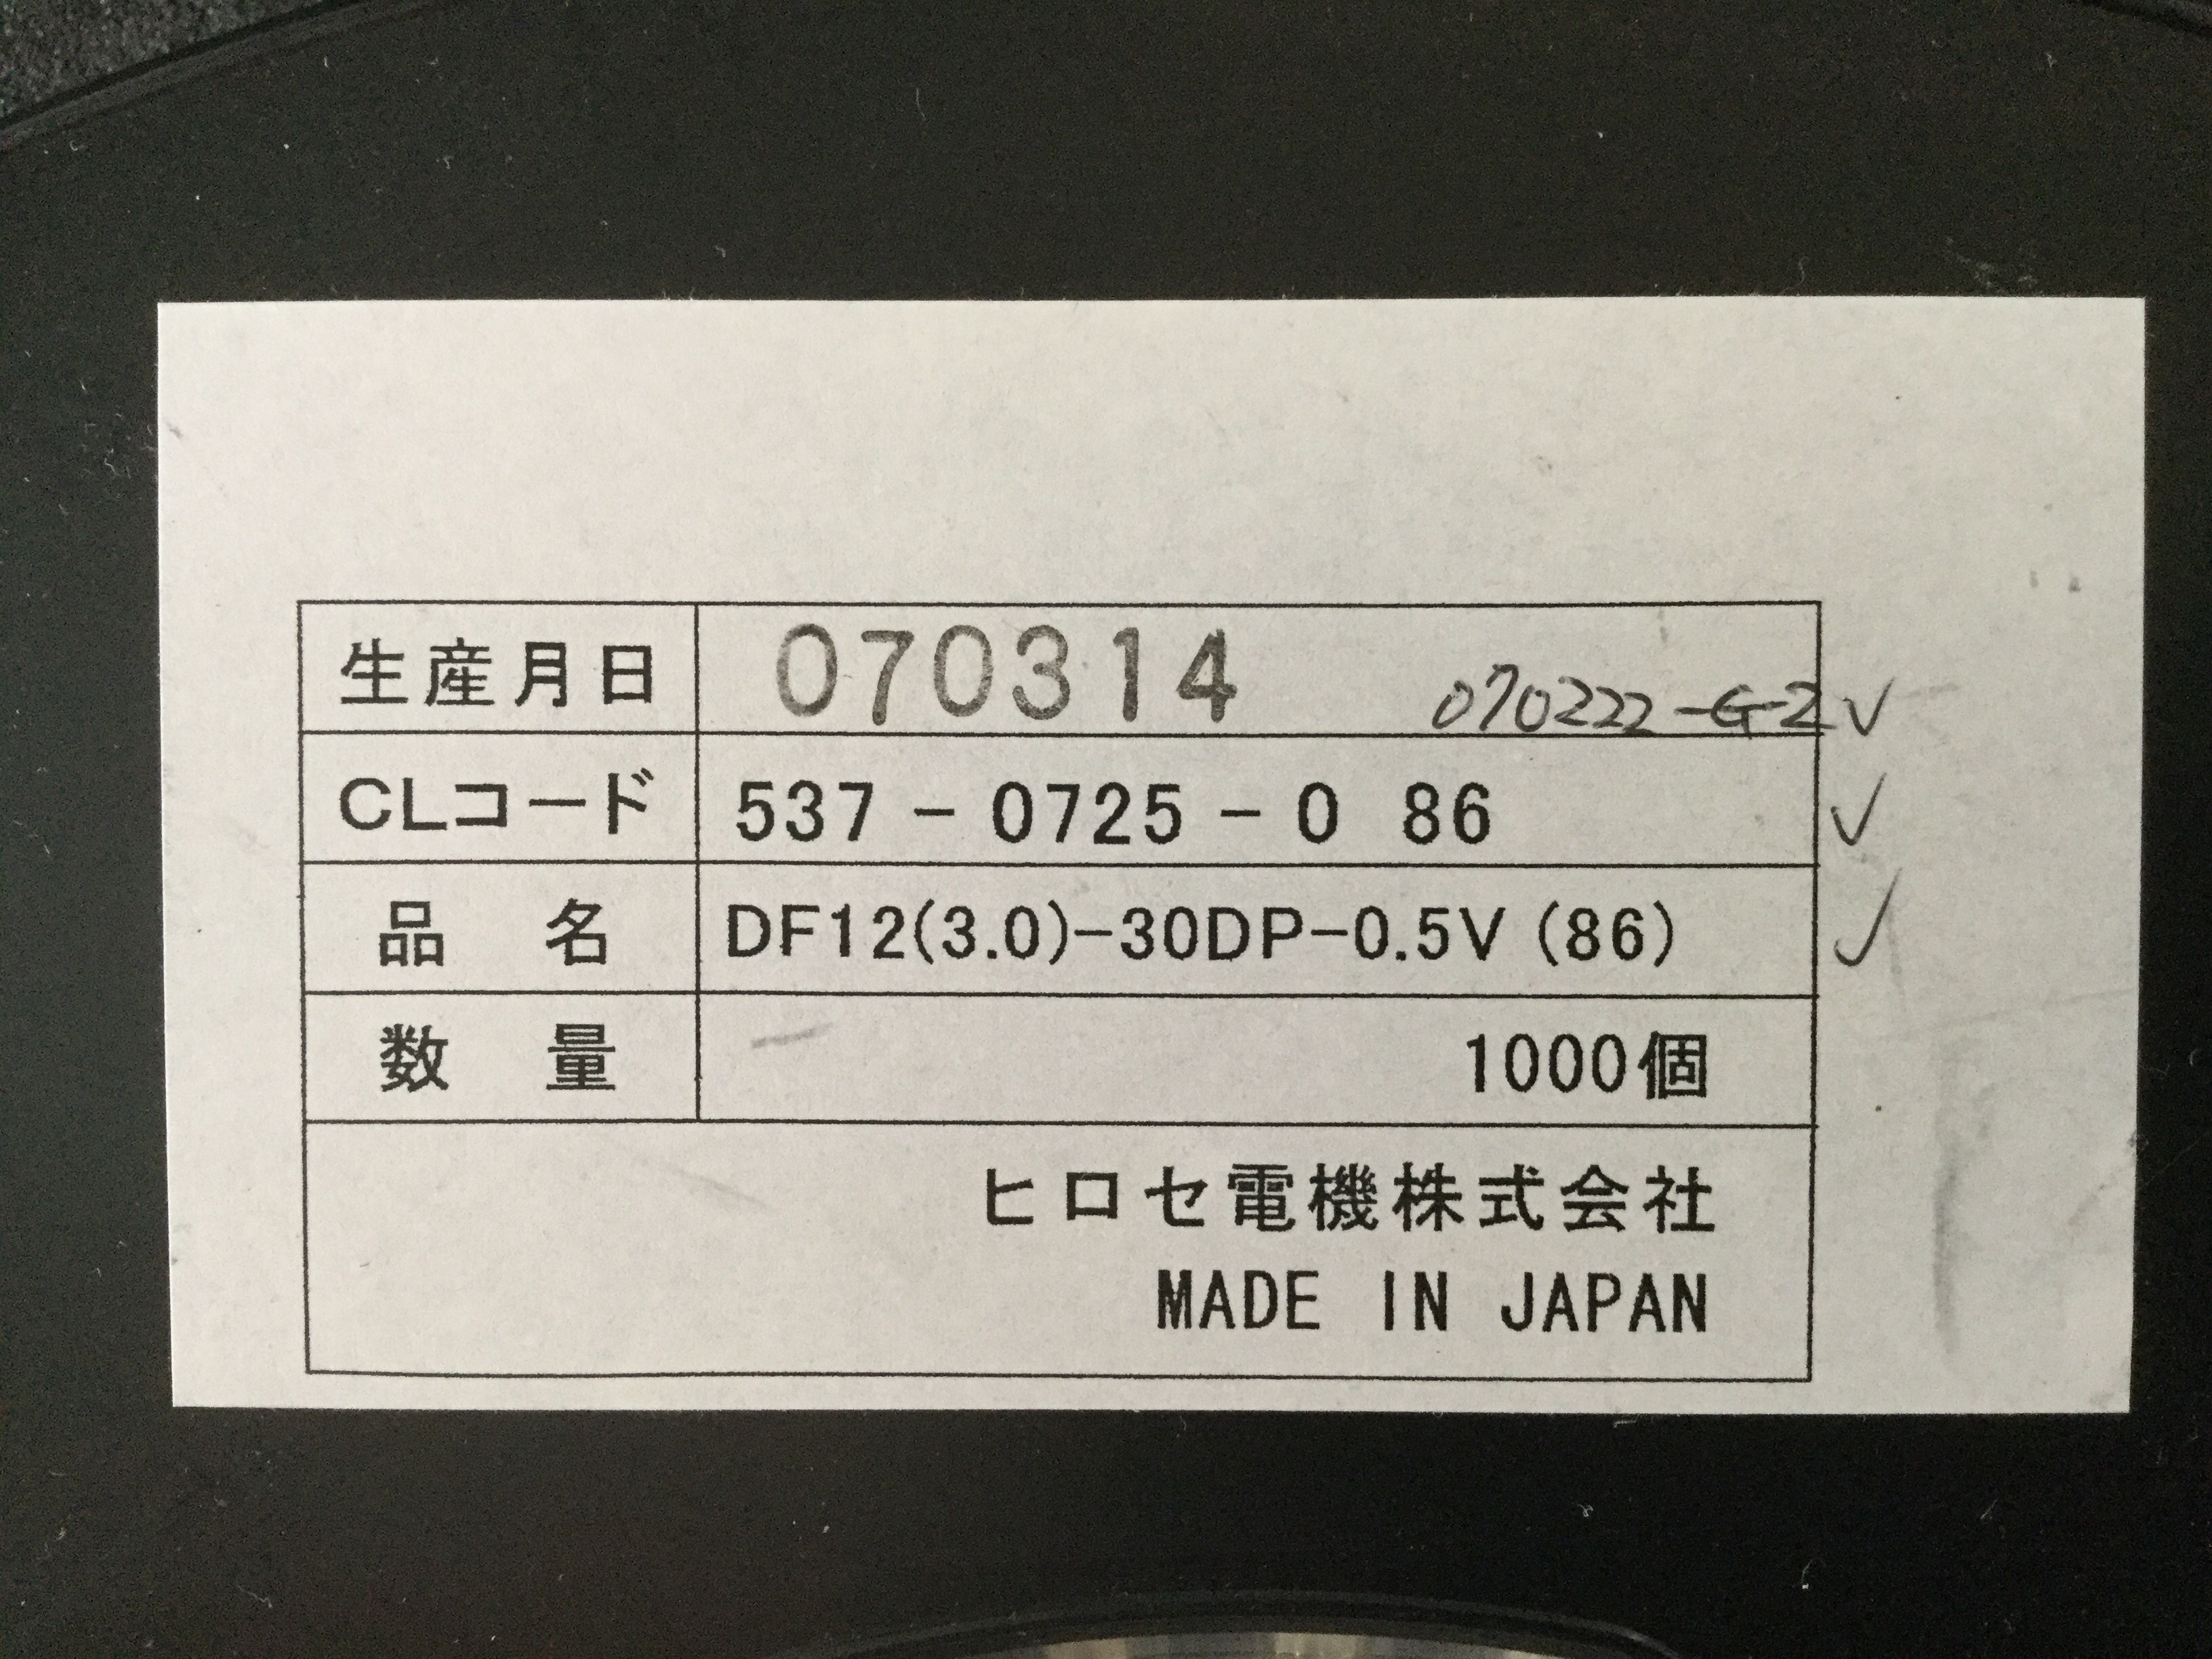 生産月日 070314 070222-G-2 ✓
CLコード 537-0725-0 86 ✓
品名 DF12(3.0)-30DP-0.5V (86) ✓
数量 1000個
ヒロセ電機株式会社
MADE IN JAPAN